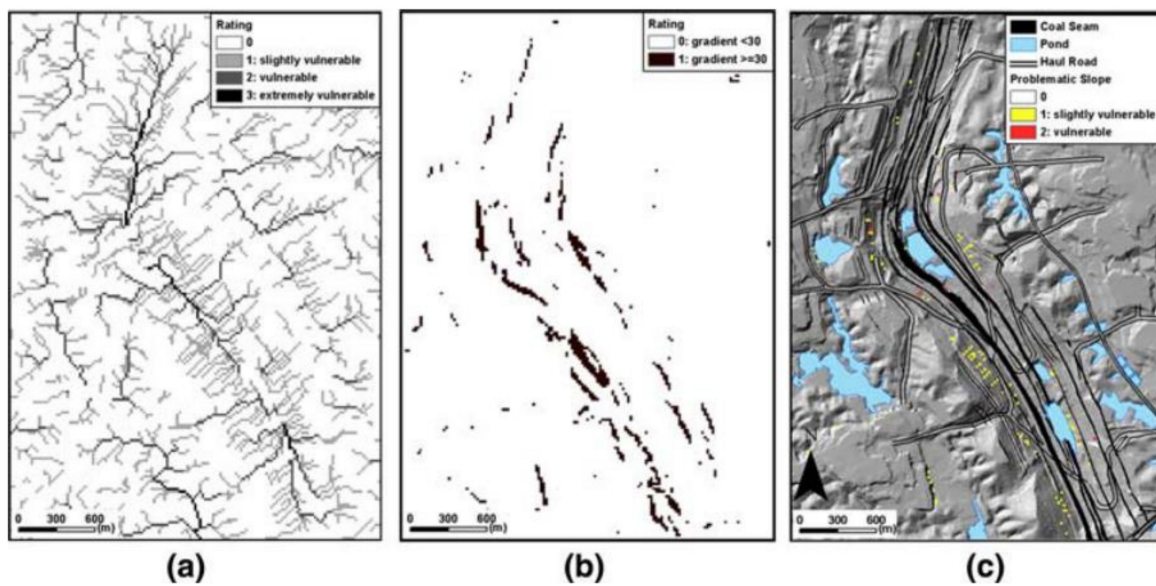 Rating
0
1: slightly vulnerable
2: vulnerable
3: extremely vulnerable
0 300 600
(m)
(a)
Rating
0: gradient <30
1: gradient >=30
0 300 600
(m)
(b)
Coal Seam
Pond
Haul Road
Problematic Slope
0
1: slightly vulnerable
2: vulnerable
0 300 600
(m)
(c)